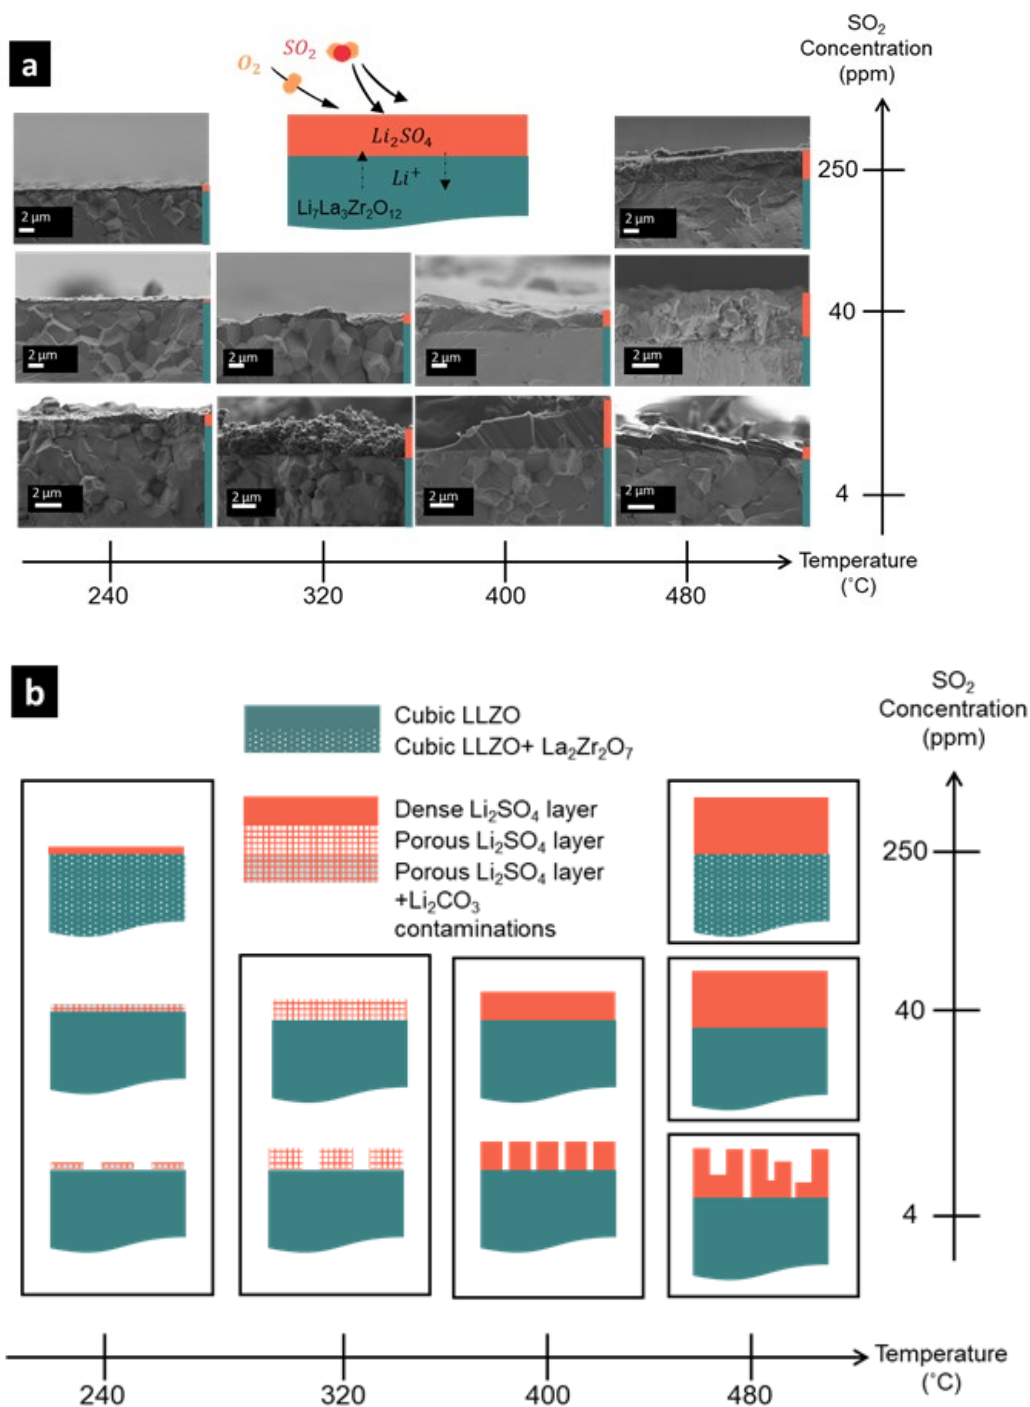 a
SO₂
Concentration
(ppm)
O₂
SO₂
Li₂SO₄
Li⁺
Li₇La₃Zr₂O₁₂
2 μm
2 μm
250
2 μm
2 μm
2 μm
2 μm
40
2 μm
2 μm
2 μm
2 μm
4
Temperature
(˚C)
240
320
400
480
b
SO₂
Concentration
(ppm)
Cubic LLZO
Cubic LLZO+ La₂Zr₂O₇
Dense Li₂SO₄ layer
Porous Li₂SO₄ layer
Porous Li₂SO₄ layer
+Li₂CO₃
contaminations
250
40
4
Temperature
(˚C)
240
320
400
480